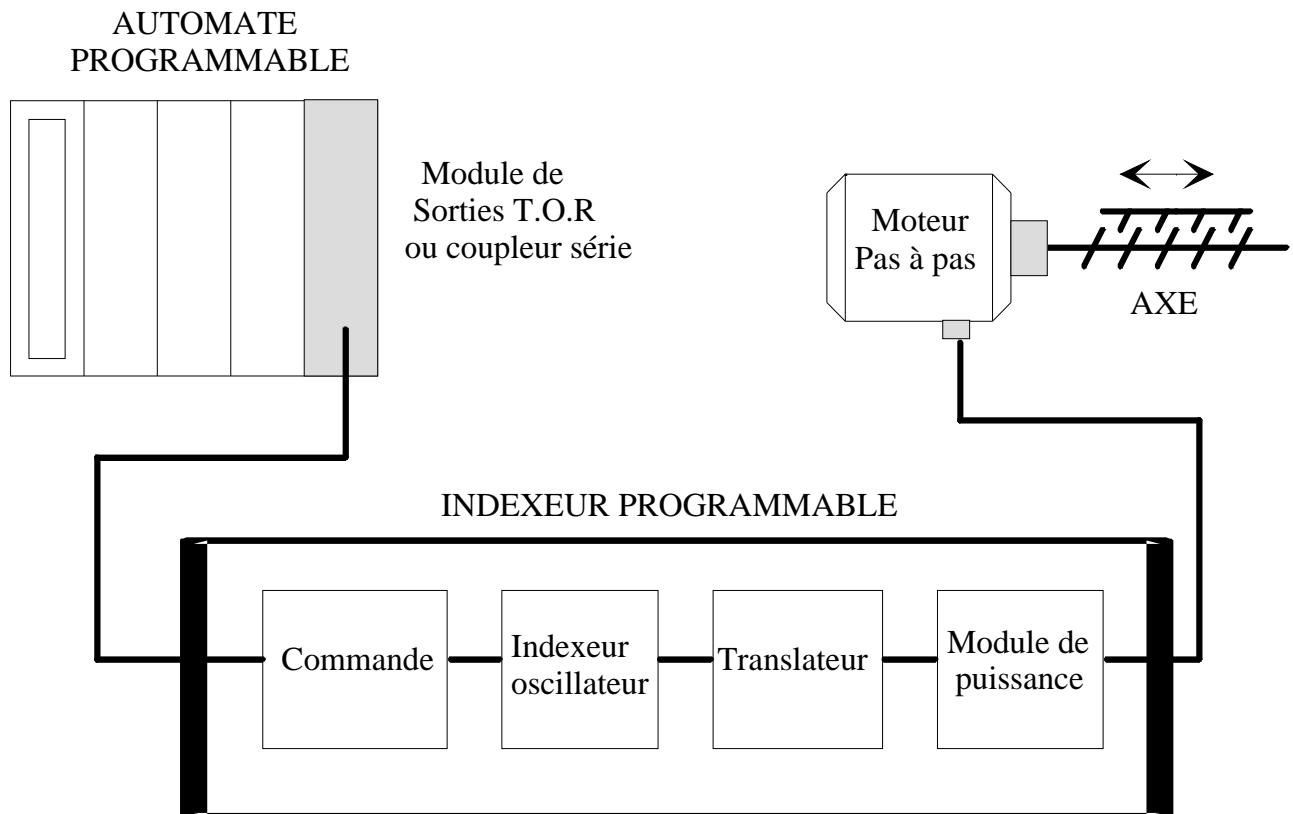 AUTOMATE
PROGRAMMABLE
Module de
Sorties T.O.R
ou coupleur série
Moteur
Pas à pas
AXE
INDEXEUR PROGRAMMABLE
Commande
Indexeur
oscillateur
Translateur
Module de
puissance